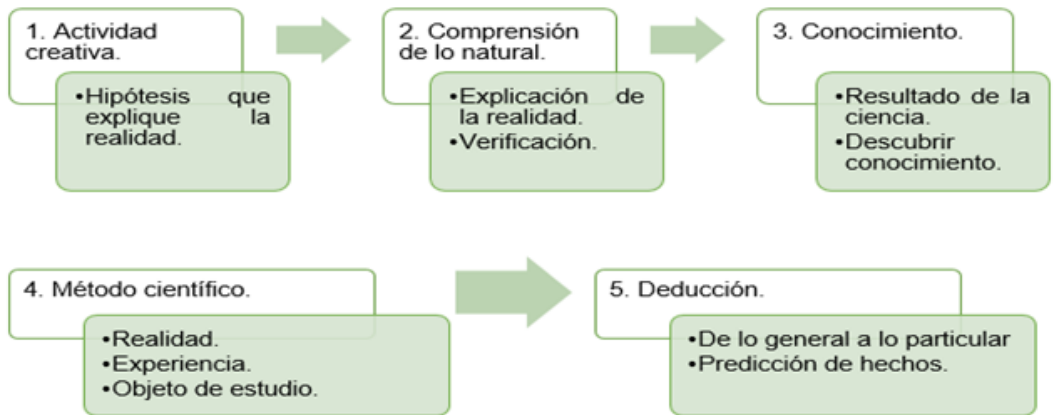 1. Actividad
creativa.
•Hipótesis que
explique la
realidad.
2. Comprensión
de lo natural.
•Explicación de
la realidad.
•Verificación.
3. Conocimiento.
•Resultado de la
ciencia.
•Descubrir
conocimiento.
4. Método científico.
•Realidad.
•Experiencia.
•Objeto de estudio.
5. Deducción.
•De lo general a lo particular
•Predicción de hechos.